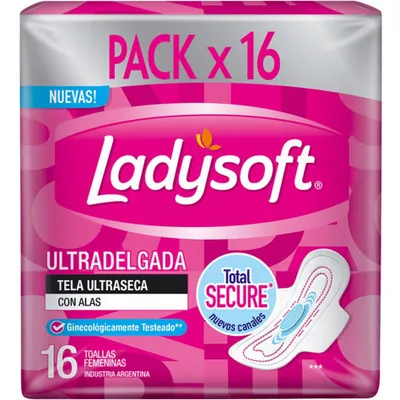 PACK x 16
NUEVAS!
Ladysoft®
ULTRADELGADA
TELA ULTRASECA
CON ALAS
Ginecológicamente Testeado**
Total
SECURE*
nuevos canales
16 TOALLAS
FEMENINAS
INDUSTRIA ARGENTINA